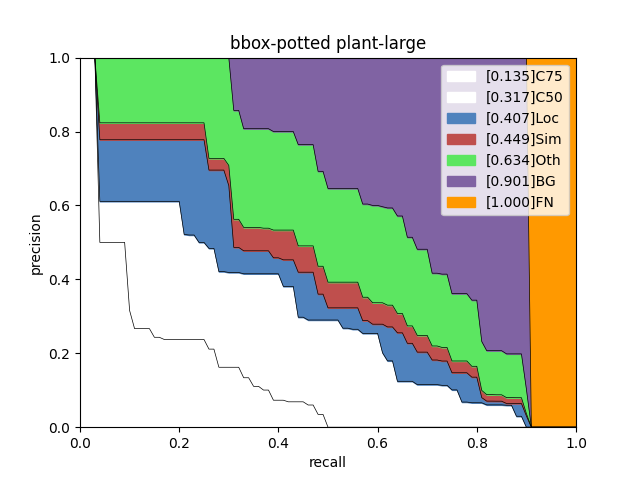 bbox-potted plant-large
1.0
0.8
0.6
0.4
0.2
0.0
precision
[0.135]C75
[0.317]C50
[0.407]Loc
[0.449]Sim
[0.634]Oth
[0.901]BG
[1.000]FN
0.0 0.2 0.4 0.6 0.8 1.0
recall